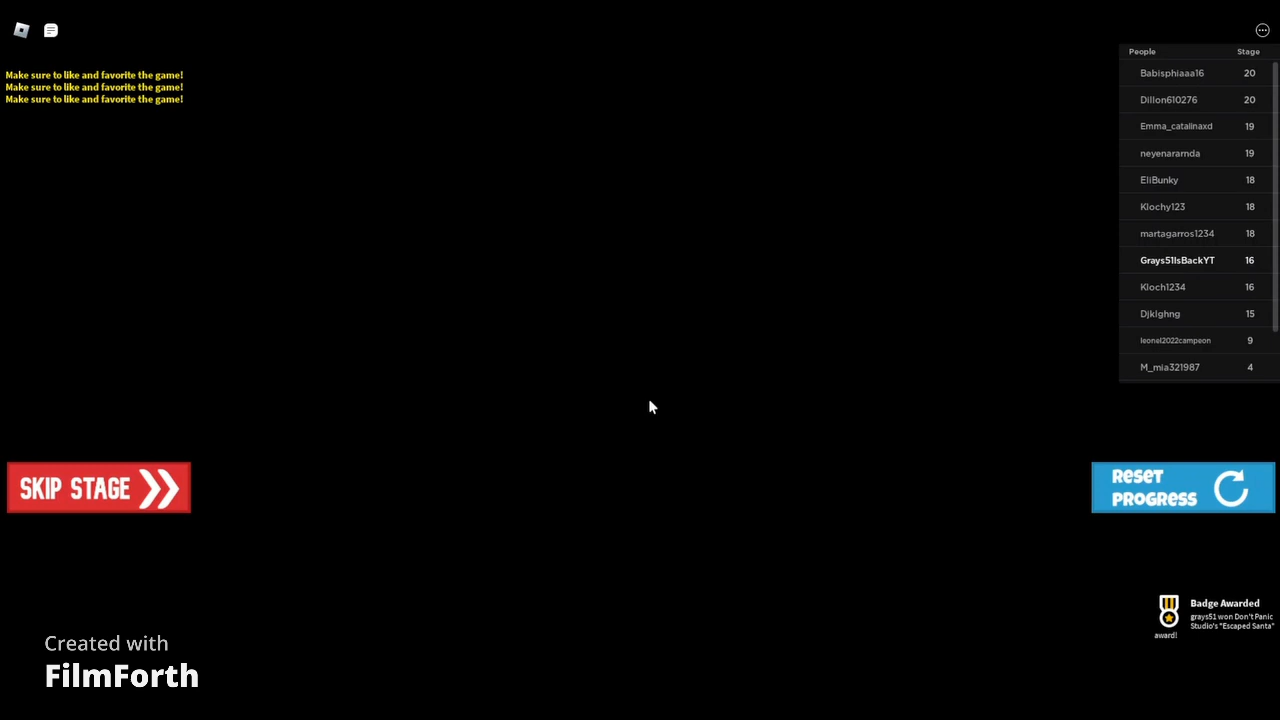 Make sure to like and favorite the game!
Make sure to like and favorite the game!
Make sure to like and favorite the game!
People Stage
Babisphiaaa16 20
Dillon610276 20
Emma_catalinaxd 19
neyenararnda 19
EliBunky 18
Klochy123 18
martagarros1234 18
Grays51IsBackYT 16
Kloch1234 16
Djklghng 15
leonel2022campeon 9
M_mia321987 4
SKIP STAGE
RESET
PROGRESS
Badge Awarded
grays51 won Don't Panic
Studio's "Escaped Santa"
award!
Created with
FilmForth